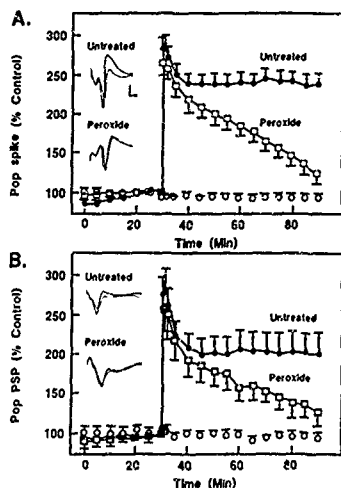 A.
Pop spike (% Control)
300
250
200
150
100
Untreated
Peroxide
Untreated
Peroxide
0 20 40 60 80
Time (Min)
B.
Pop PSP (% Control)
300
250
200
150
100
Untreated
Peroxide
Untreated
Peroxide
0 20 40 60 80
Time (Min)